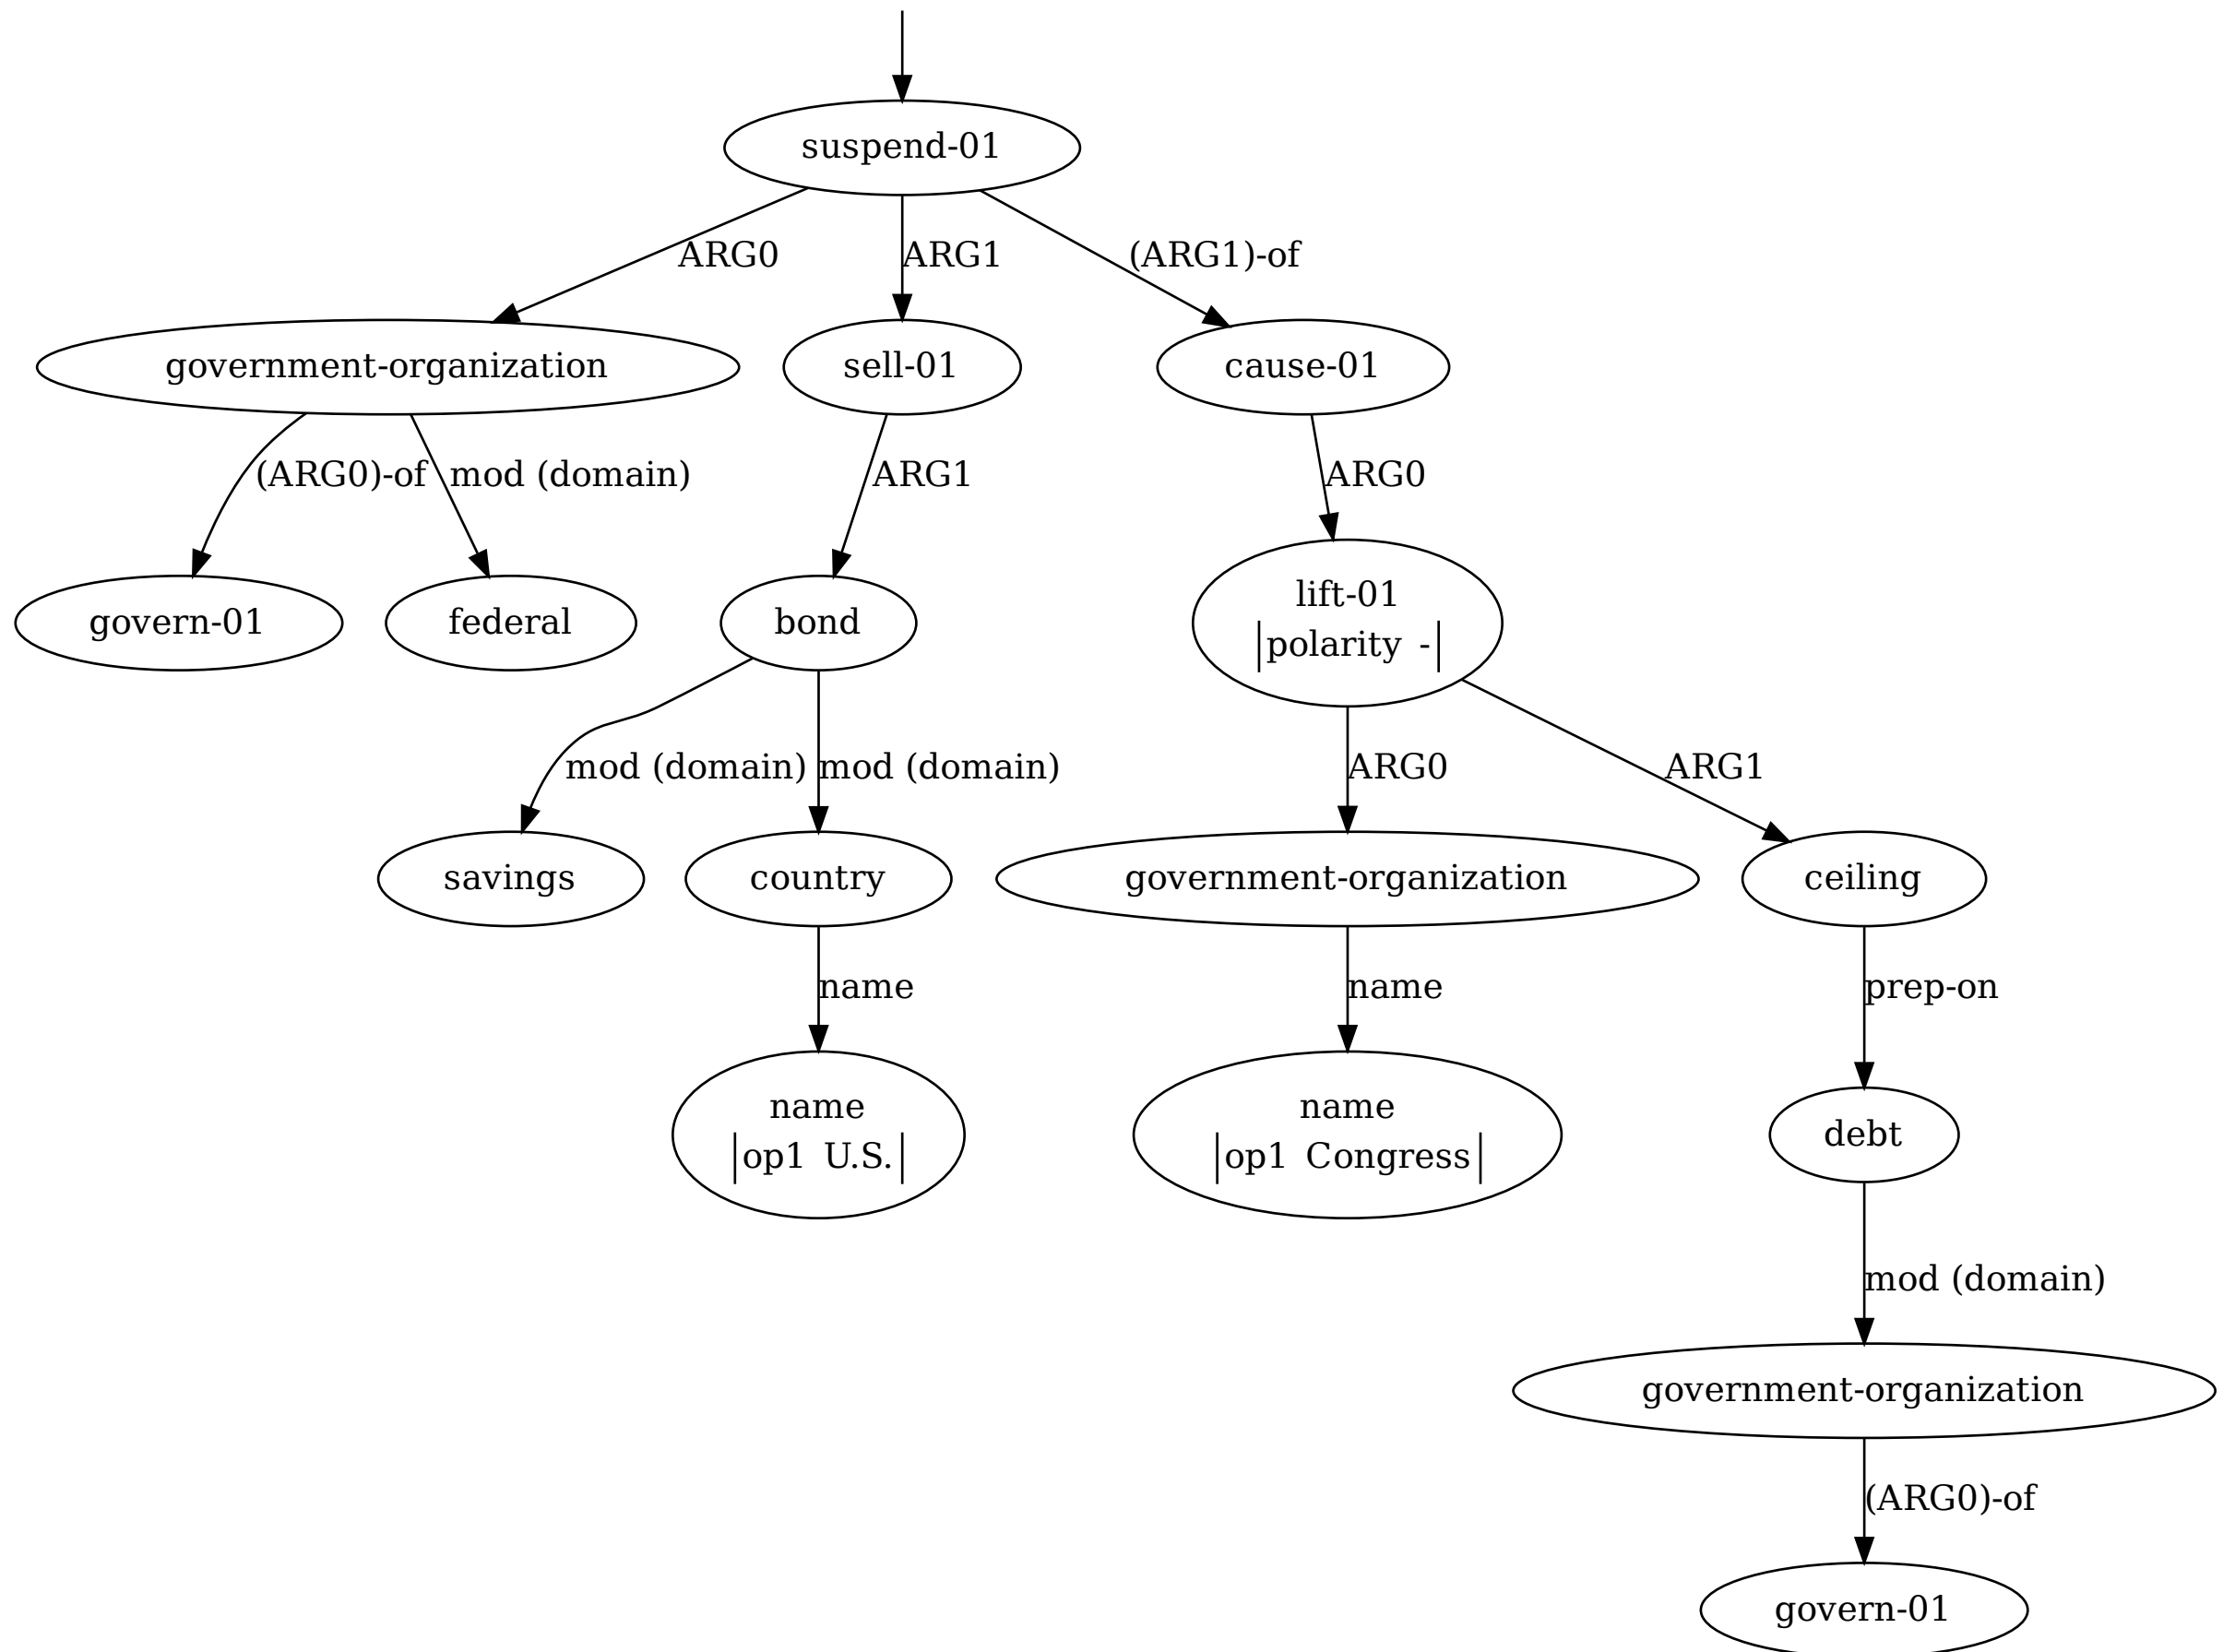 suspend-01
ARG0
ARG1
(ARG1)-of
government-organization
sell-01
cause-01
(ARG0)-of
mod (domain)
ARG1
ARG0
govern-01
federal
bond
lift-01
|polarity -|
mod (domain)
mod (domain)
ARG0
ARG1
savings
country
government-organization
ceiling
name
name
prep-on
name
|op1 U.S.|
name
|op1 Congress|
debt
mod (domain)
government-organization
(ARG0)-of
govern-01